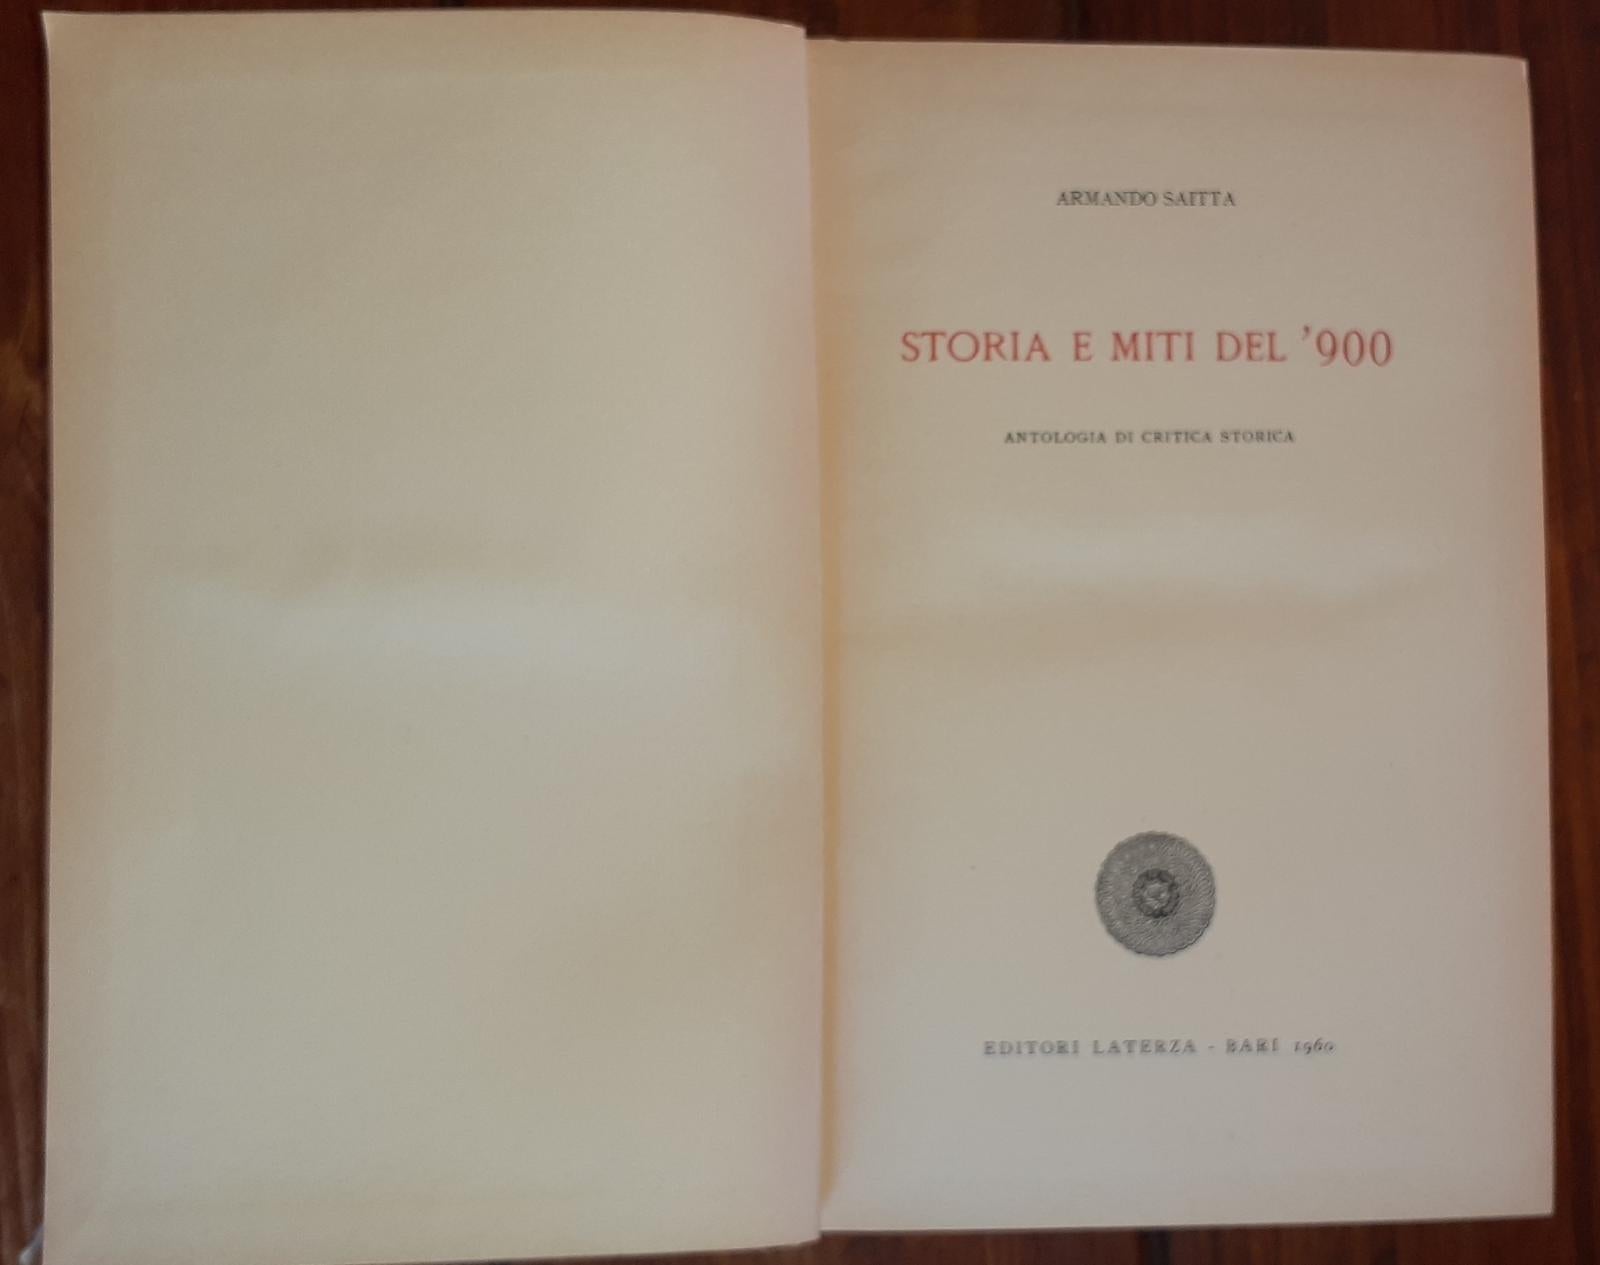 ARMANDO SAITTA
STORIA E MITI DEL '900
ANTOLOGIA DI CRITICA STORICA
EDITORI LATERZA - BARI 1960